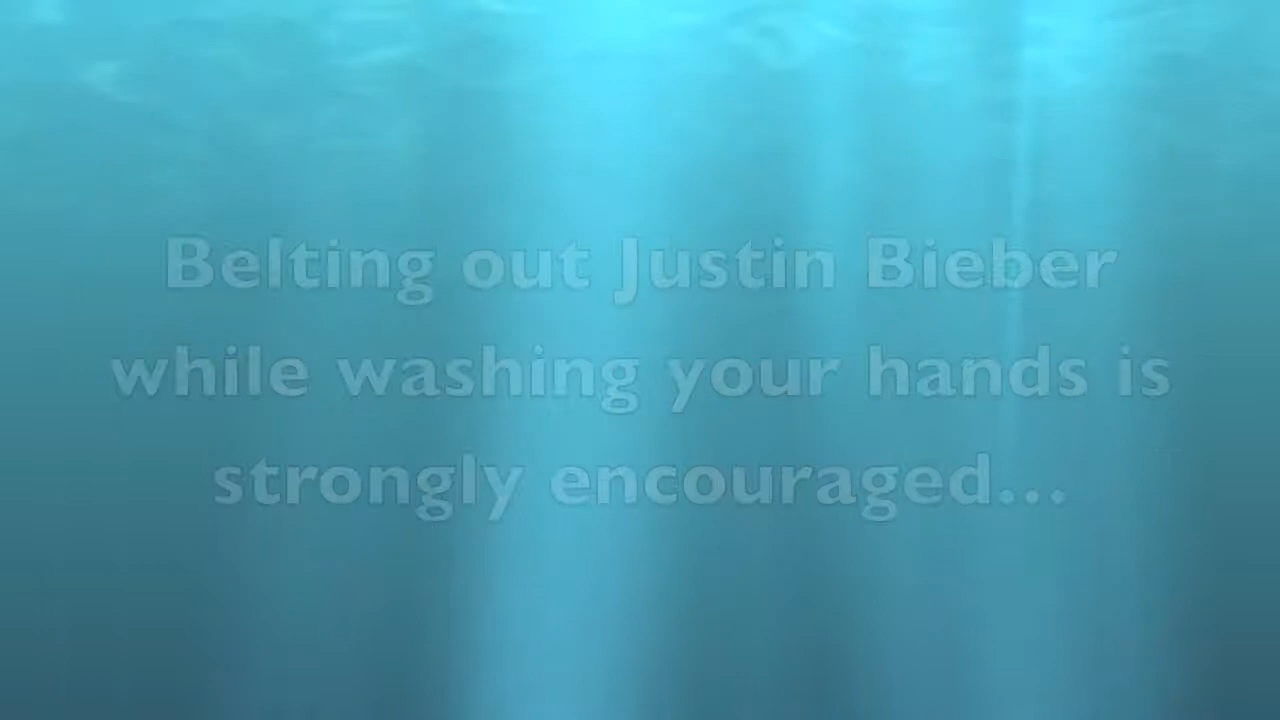 Belting out Justin Bieber
while washing your hands is
strongly encouraged...